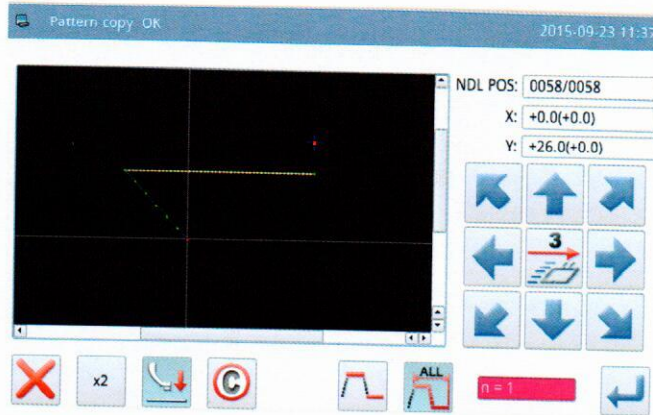 Pattern copy OK
2015-09-23 11:37
NDL POS: 0058/0058
X: +0.0(+0.0)
Y: +26.0(+0.0)
3
x2
C
ALL
n = 1